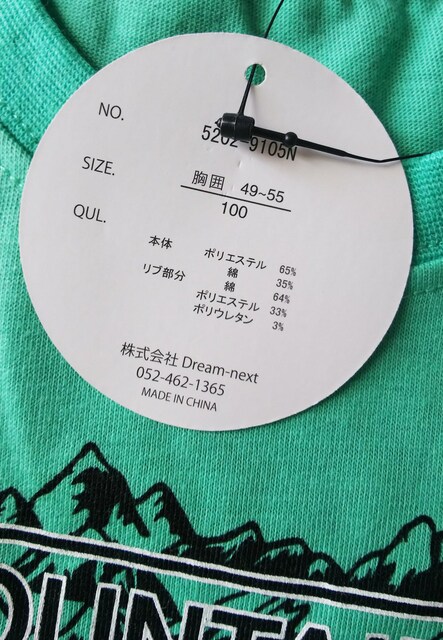 NO. 5202-9105N
SIZE. 胸囲 49~55
100
QUL.
本体 ポリエステル 65%
綿 35%
リブ部分 綿 64%
ポリエステル 33%
ポリウレタン 3%
株式会社 Dream-next
052-462-1365
MADE IN CHINA